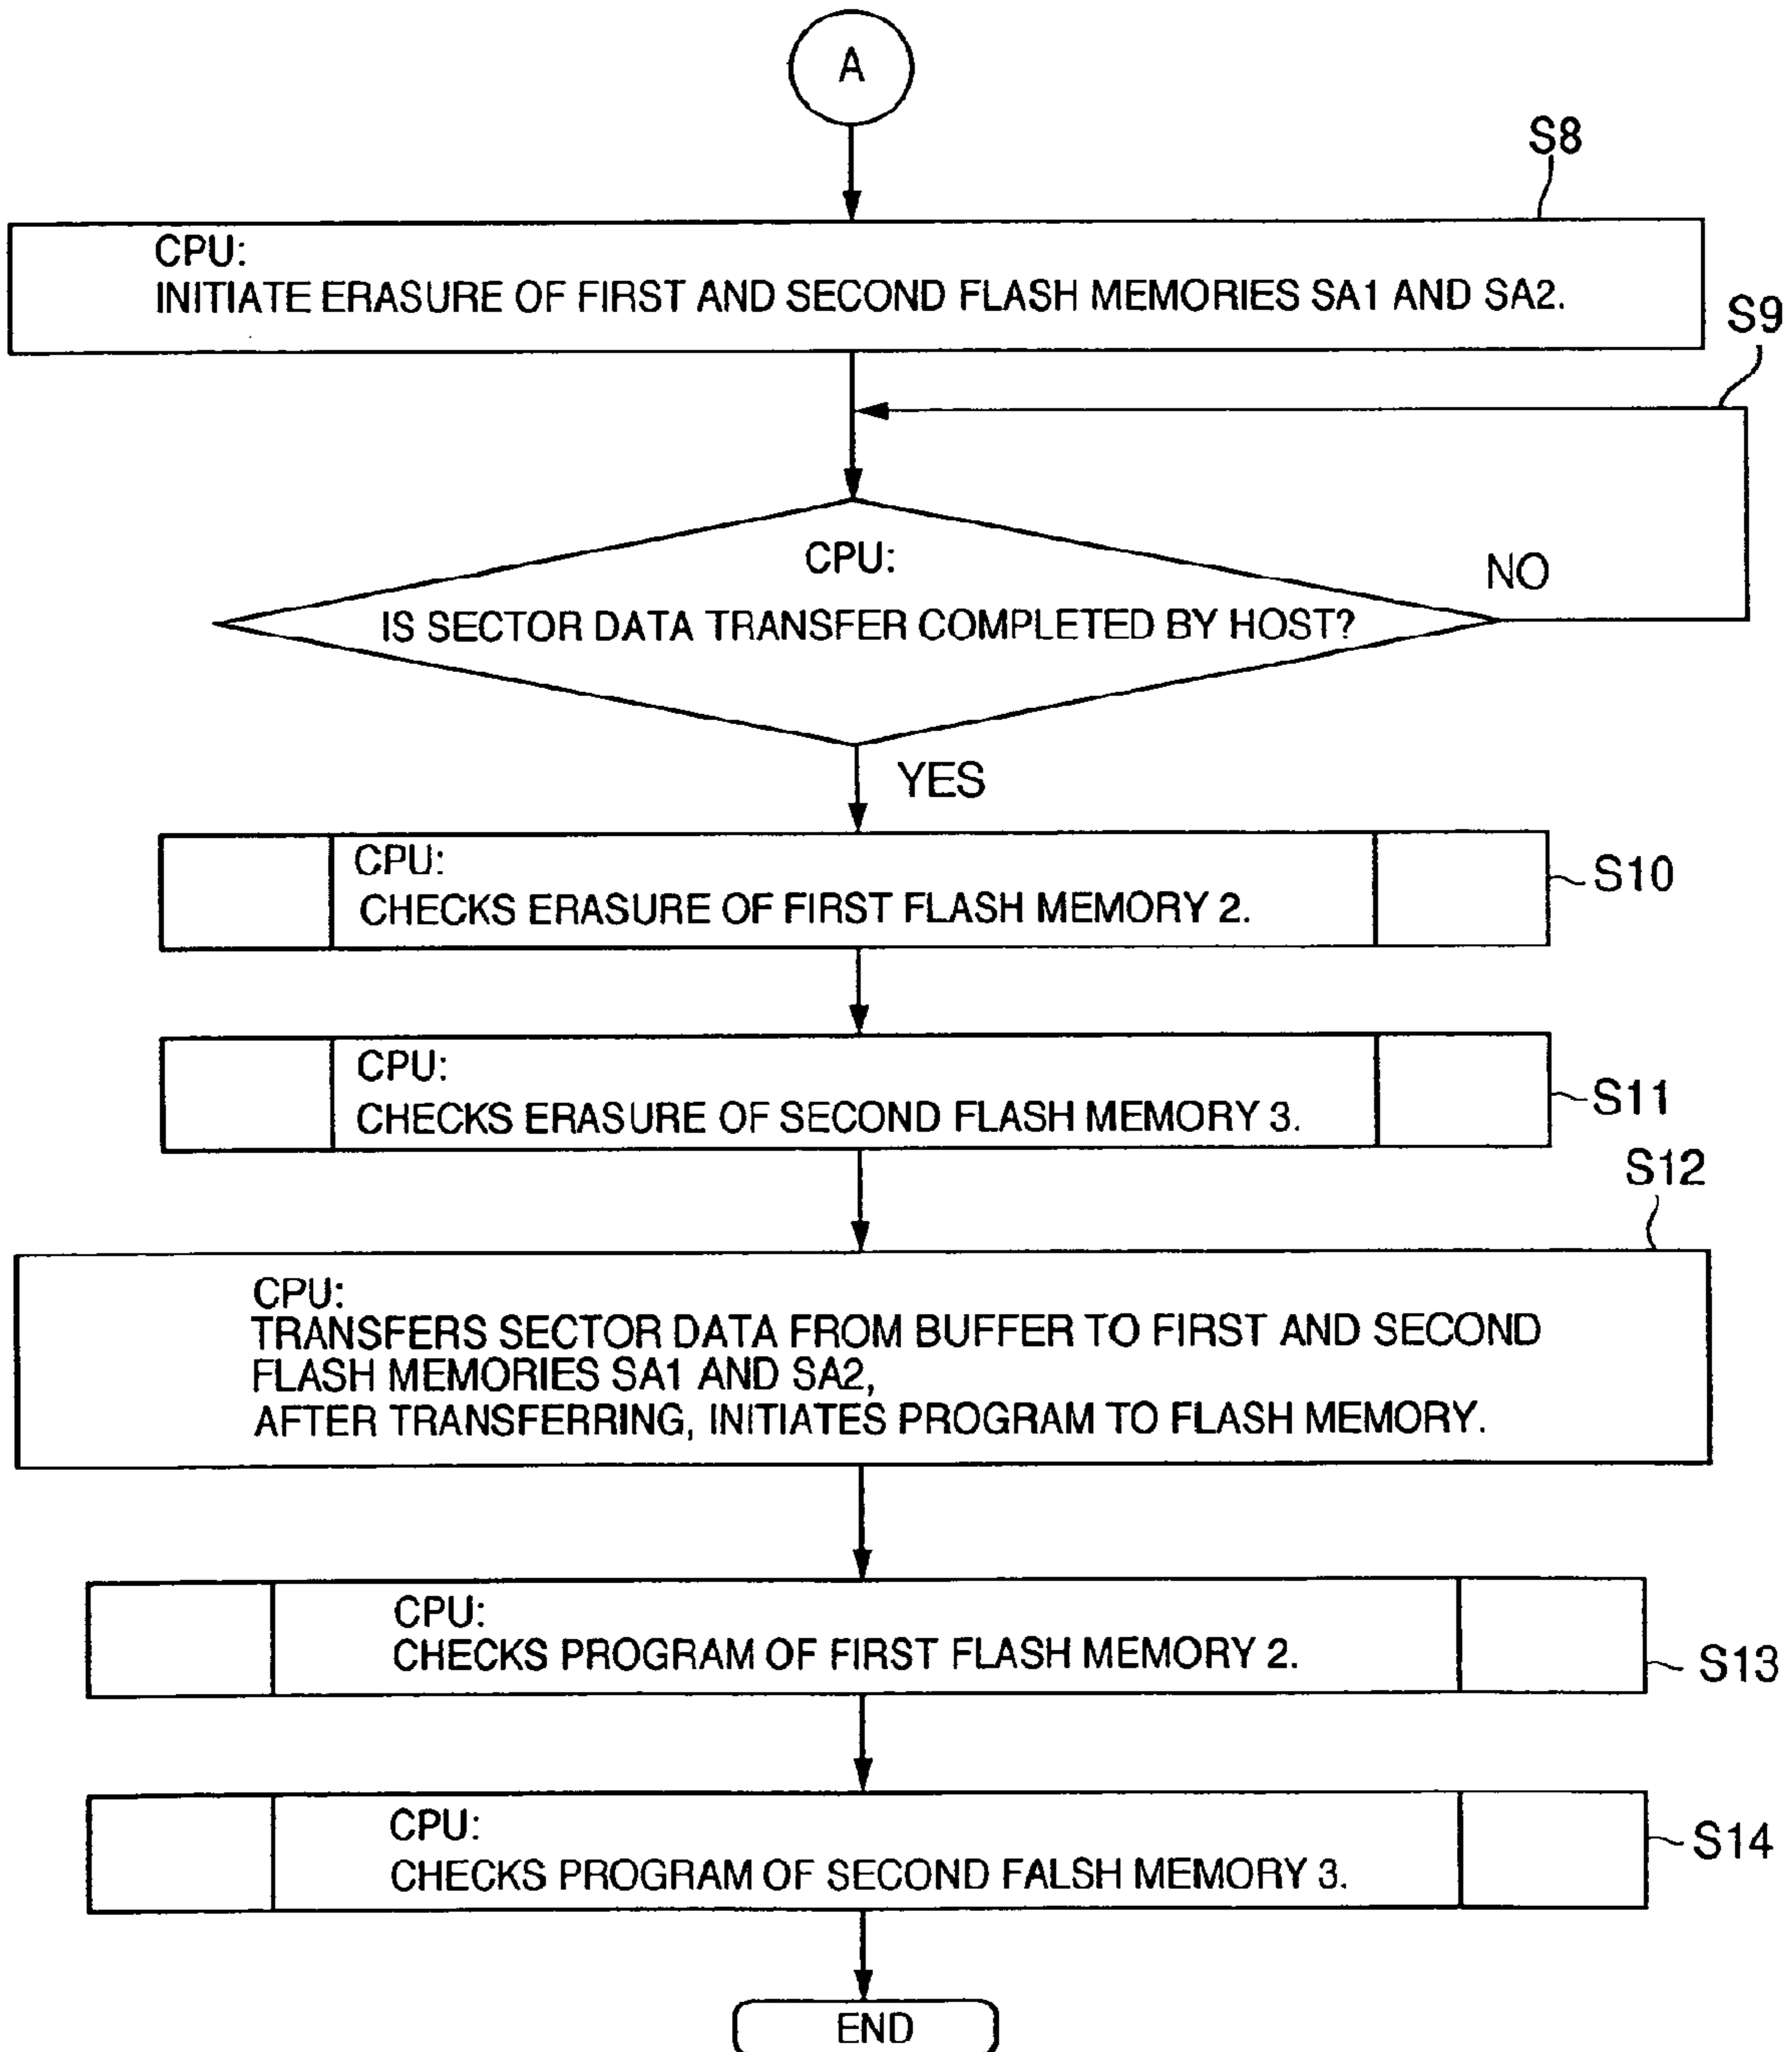 A
S8
CPU:
INITIATE ERASURE OF FIRST AND SECOND FLASH MEMORIES SA1 AND SA2.
S9
CPU:
IS SECTOR DATA TRANSFER COMPLETED BY HOST?
NO
YES
CPU:
CHECKS ERASURE OF FIRST FLASH MEMORY 2.
S10
CPU:
CHECKS ERASURE OF SECOND FLASH MEMORY 3.
S11
S12
CPU:
TRANSFERS SECTOR DATA FROM BUFFER TO FIRST AND SECOND
FLASH MEMORIES SA1 AND SA2,
AFTER TRANSFERRING, INITIATES PROGRAM TO FLASH MEMORY.
CPU:
CHECKS PROGRAM OF FIRST FLASH MEMORY 2.
S13
CPU:
CHECKS PROGRAM OF SECOND FALSH MEMORY 3.
S14
END